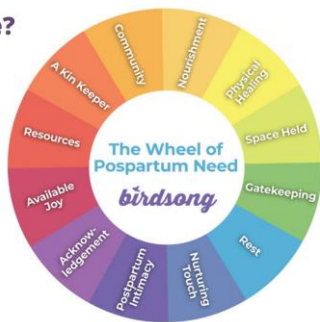 ?
The Wheel of
Pospartum Need
birdsong
Community
Nourishment
Physical
Healing
Space Held
Gatekeeping
Rest
Nurturing
Touch
Postpartum
Intimacy
Acknow-
ledgement
Available
Joy
Resources
A Kin Keeper